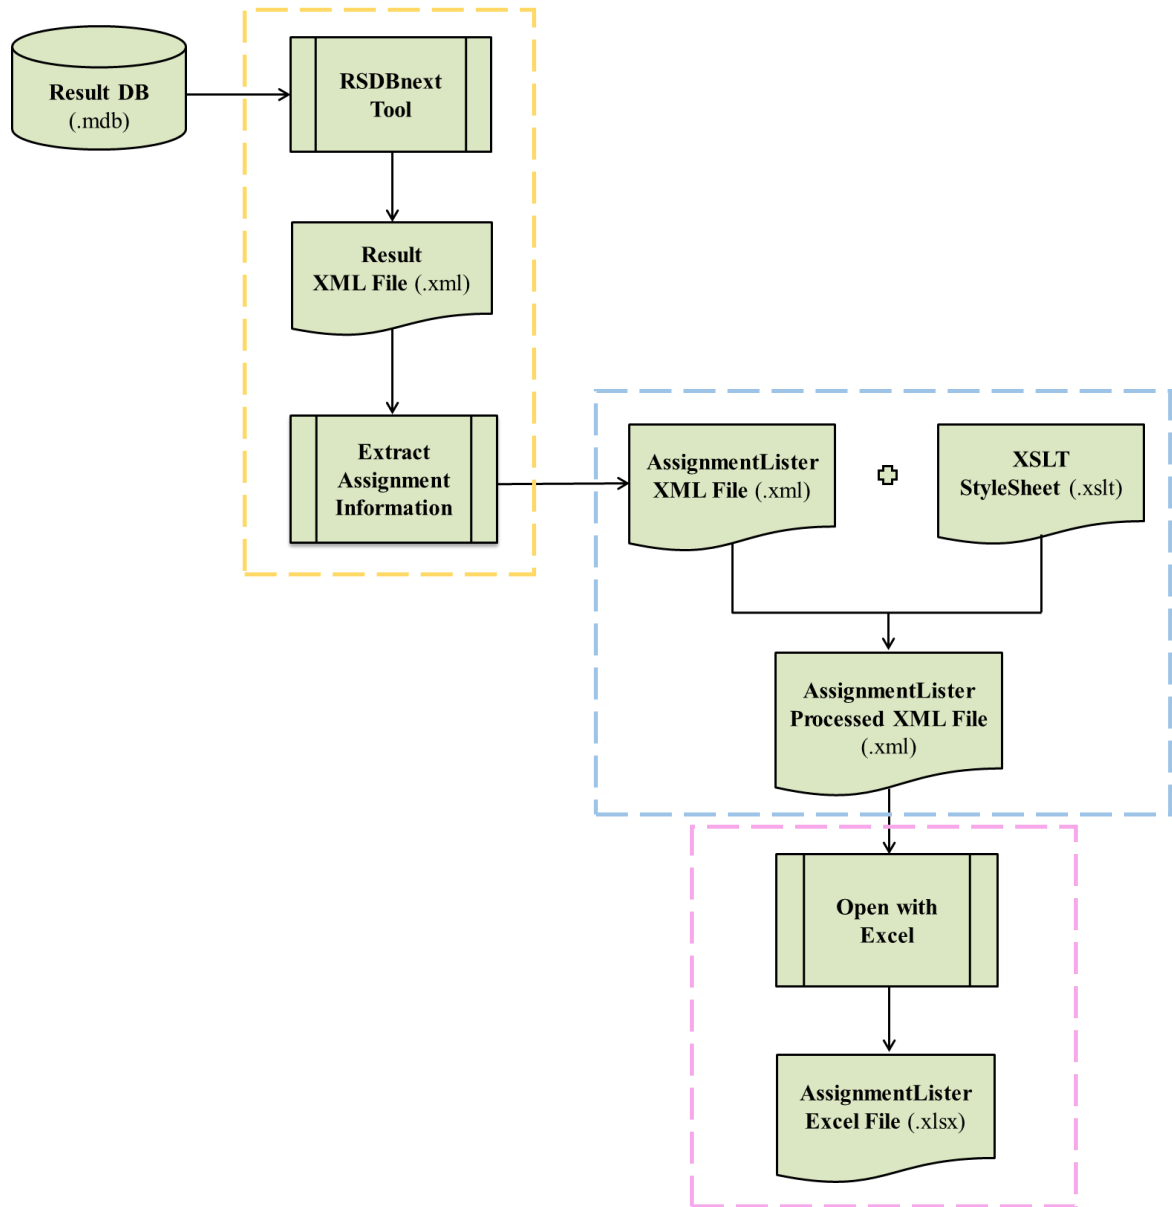 Result DB
(.mdb)
RSDBnext
Tool
Result
XML File (.xml)
Extract
Assignment
Information
AssignmentLister
XML File (.xml)
XSLT
StyleSheet (.xslt)
AssignmentLister
Processed XML File
(.xml)
Open with
Excel
AssignmentLister
Excel File (.xlsx)